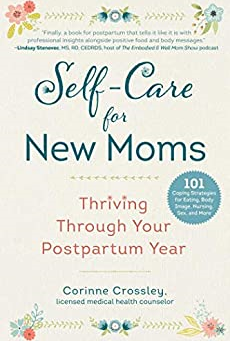 "Finally, a book for postpartum that tells it like it is with
professional insights alongside positive food and body messages."
—Lindsay Stenovec, MS, RD, CEDRDS, host of The Embodied & Well Mom Show podcast
Self-Care
for
New Moms
Thriving
Through Your
Postpartum Year
101
Coping Strategies
for Eating, Body
Image, Nursing,
Sex, and More
Corinne Crossley,
licensed medical health counselor